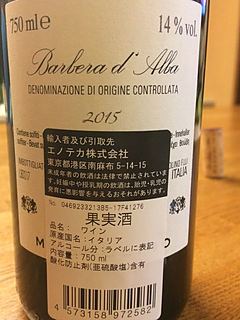 750 ml e
14 % vol.
Barbera d'Alba
DENOMINAZIONE DI ORIGINE CONTROLLATA
2015
輸入者及び引取先
エノテカ株式会社
東京都港区南麻布 5-14-15
未成年者の飲酒は法律で禁止されています。
妊娠中や授乳期の飲酒は、胎児・乳児の
発育に悪影響を与えるおそれがあります。
ITALIA
No. 046923321385-17F41276
果実酒
品名: ワイン
原産国名: イタリア
アルコール分: ラベルに表記
容量: 750 ml
酸化防止剤(亜硫酸塩)含有
4 573158 972582